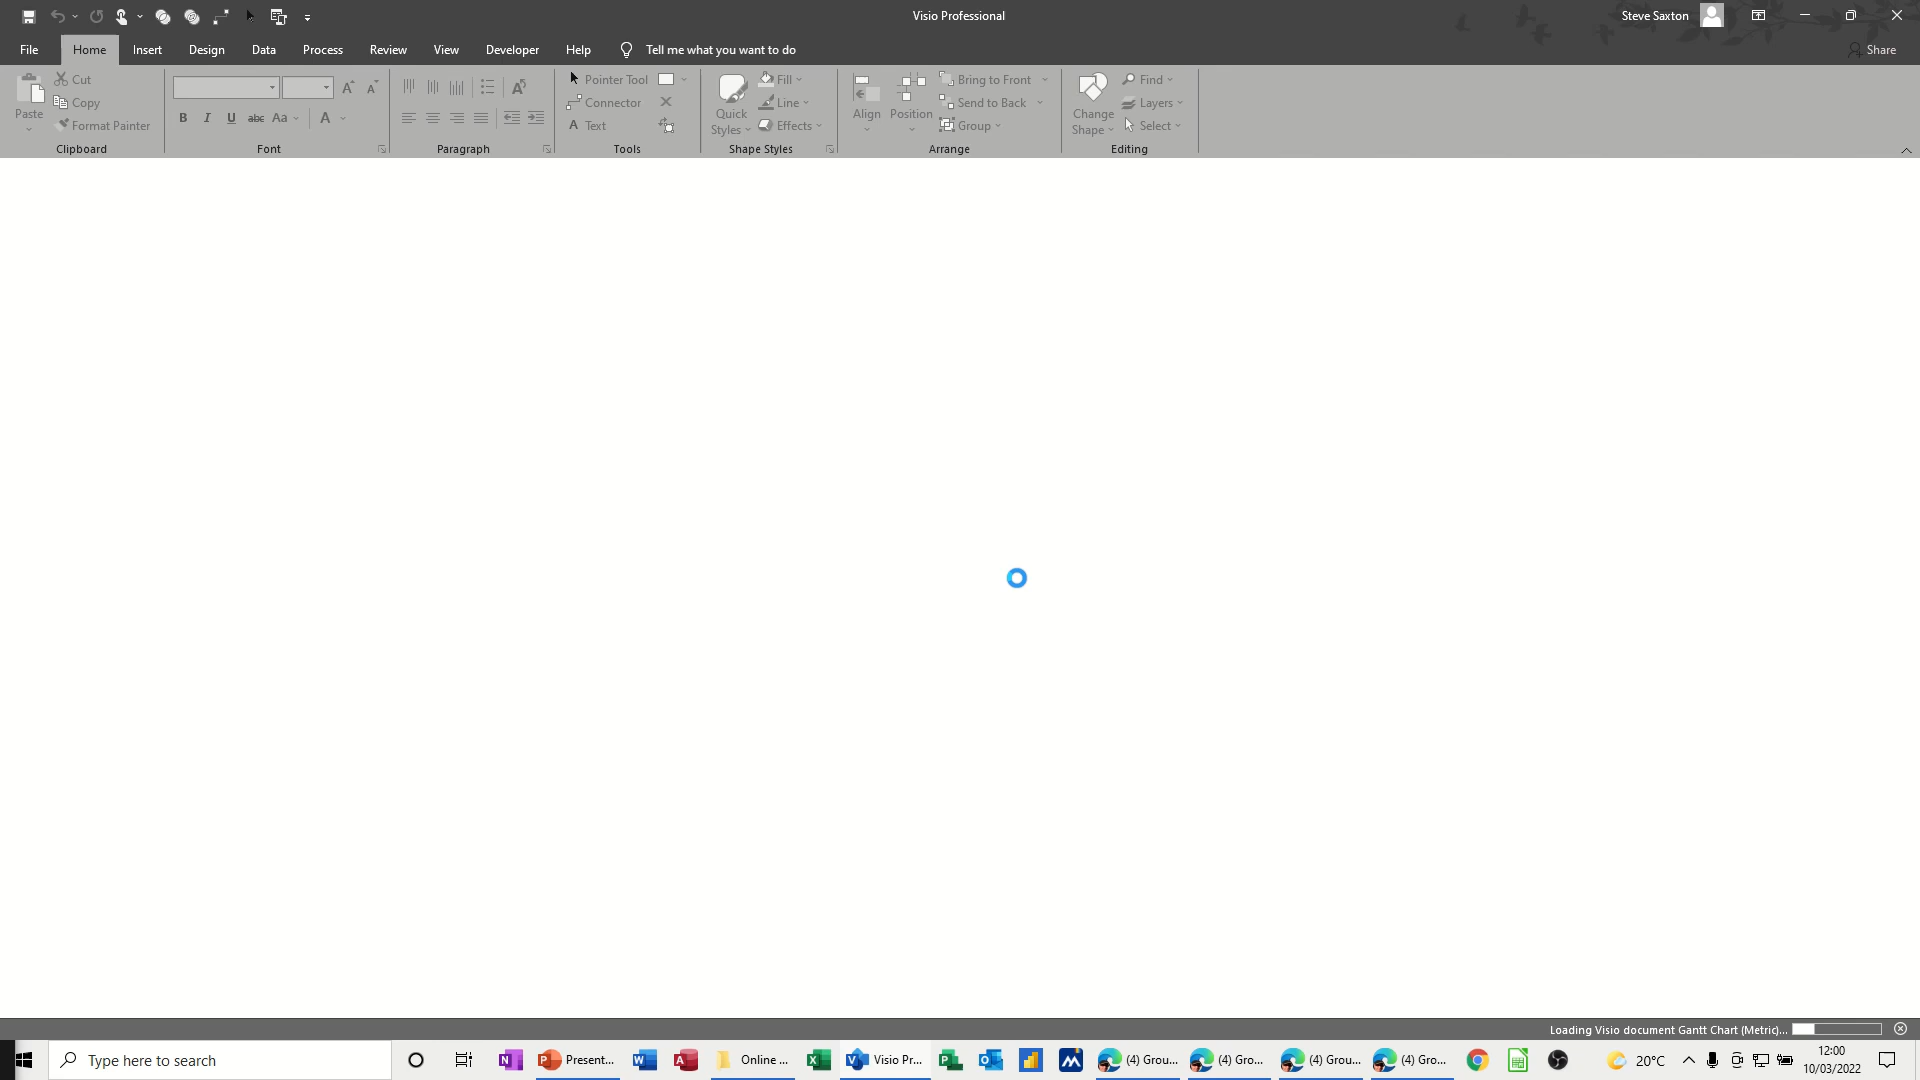 Visio Professional
Steve Saxton
File Home Insert Design Data Process Review View Developer Help Tell me what you want to do Share
Paste Cut Copy Format Painter
Clipboard
B I U abc Aa A
Font
Paragraph
Pointer Tool
Connector
A Text
Tools
Quick Styles Fill Line Effects
Shape Styles
Align Position Bring to Front Send to Back Group
Arrange
Change Shape Find Layers Select
Editing
Loading Visio document Gantt Chart (Metric)...
Type here to search
Present... Online ... Visio Pr... (4) Grou... (4) Gro... (4) Grou... (4) Gro...
20°C
12:00
10/03/2022